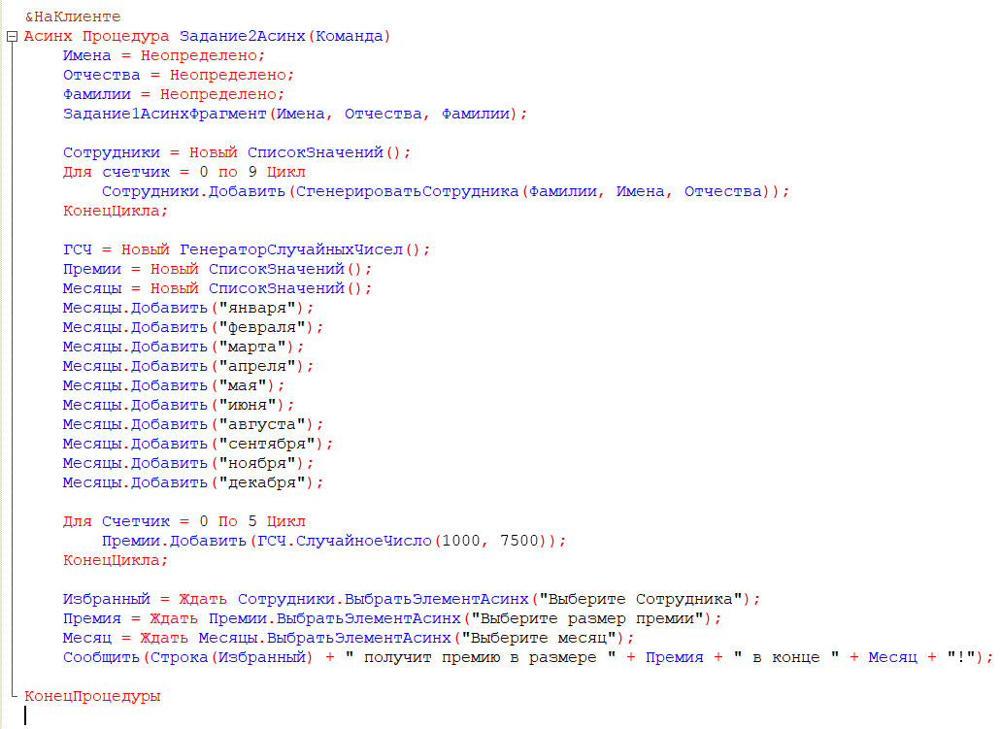 &НаКлиенте
Асинх Процедура Задание2Асинх(Команда)
Имена = Неопределено;
Отчества = Неопределено;
Фамилии = Неопределено;
Задание1АсинхФрагмент(Имена, Отчества, Фамилии);
Сотрудники = Новый СписокЗначений();
Для счетчик = 0 по 9 Цикл
Сотрудники.Добавить(СгенерироватьСотрудника(Фамилии, Имена, Отчества));
КонецЦикла;
ГСЧ = Новый ГенераторСлучайныхЧисел();
Премии = Новый СписокЗначений();
Месяцы = Новый СписокЗначений();
Месяцы.Добавить("января");
Месяцы.Добавить("февраля");
Месяцы.Добавить("марта");
Месяцы.Добавить("апреля");
Месяцы.Добавить("мая");
Месяцы.Добавить("июня");
Месяцы.Добавить("августа");
Месяцы.Добавить("сентября");
Месяцы.Добавить("ноября");
Месяцы.Добавить("декабря");
Для Счетчик = 0 По 5 Цикл
Премии.Добавить(ГСЧ.СлучайноеЧисло(1000, 7500));
КонецЦикла;
Избранный = Ждать Сотрудники.ВыбратьЭлементАсинх("Выберите Сотрудника");
Премия = Ждать Премии.ВыбратьЭлементАсинх("Выберите размер премии");
Месяц = Ждать Месяцы.ВыбратьЭлементАсинх("Выберите месяц");
Сообщить(Строка(Избранный) + " получит премию в размере " + Премия + " в конце " + Месяц + "!");
КонецПроцедуры